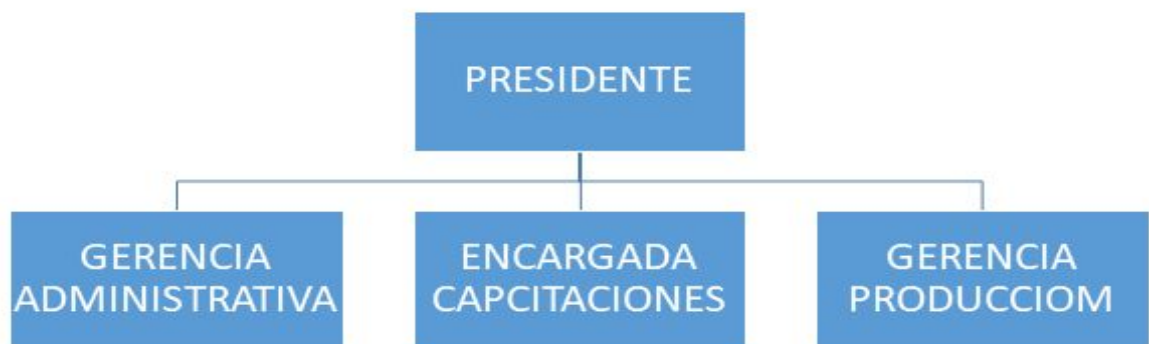 PRESIDENTE
GERENCIA
ADMINISTRATIVA
ENCARGADA
CAPCITACIONES
GERENCIA
PRODUCCIOM